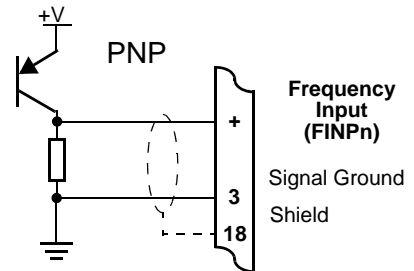 +V
PNP
Frequency
Input
(FINPn)
+
Signal Ground
3
Shield
18